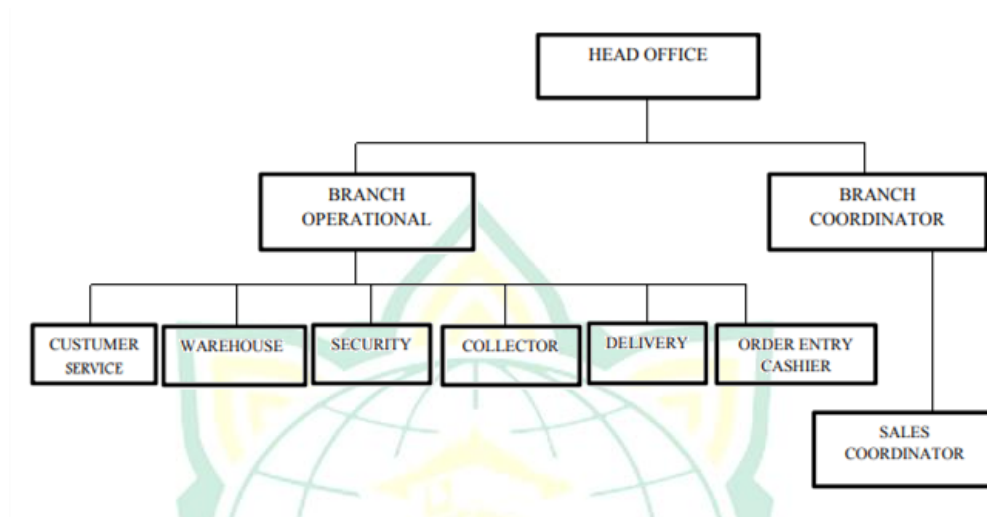 HEAD OFFICE
BRANCH
OPERATIONAL
BRANCH
COORDINATOR
CUSTUMER
SERVICE
WAREHOUSE
SECURITY
COLLECTOR
DELIVERY
ORDER ENTRY
CASHIER
SALES
COORDINATOR